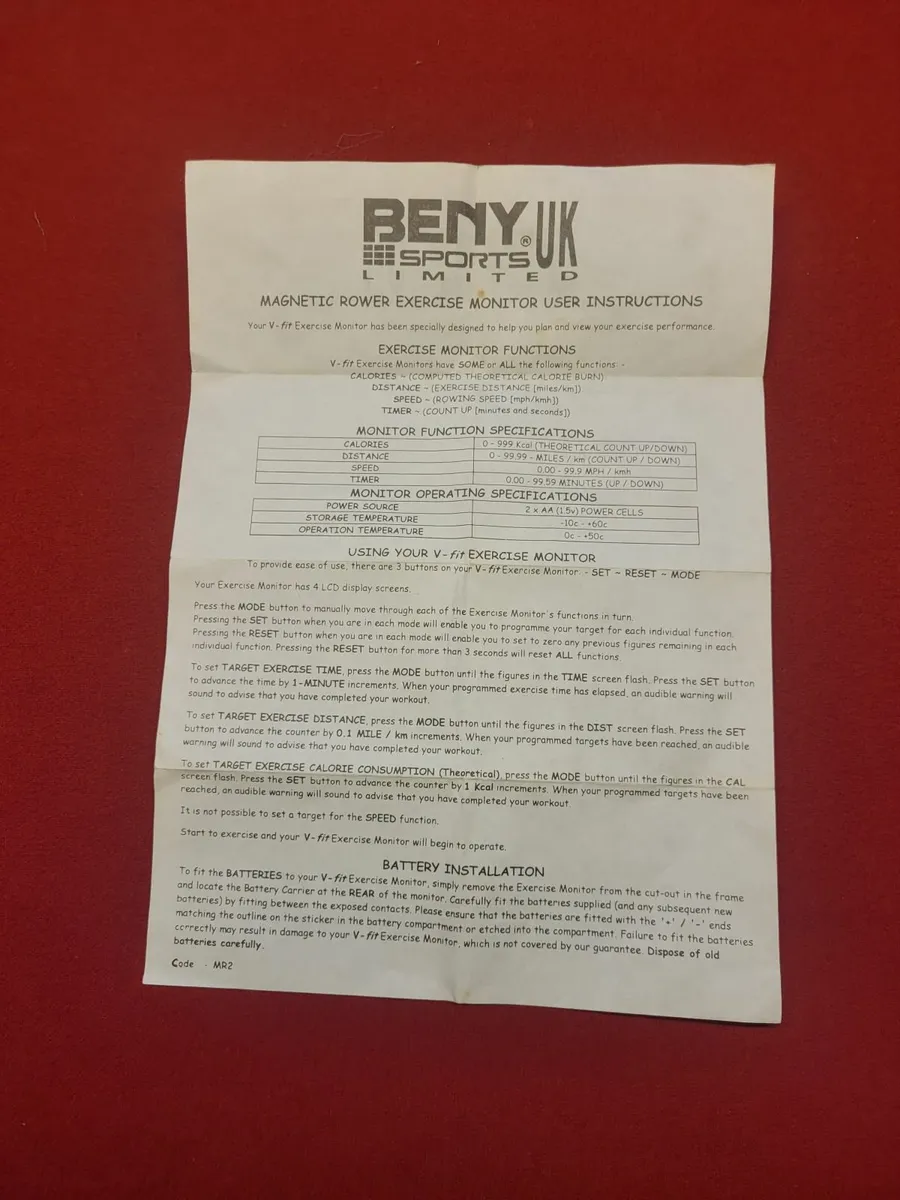 BENY® UK
SPORTS
LIMITED
MAGNETIC ROWER EXERCISE MONITOR USER INSTRUCTIONS
Your V-fit Exercise Monitor has been specially designed to help you plan and view your exercise performance.
EXERCISE MONITOR FUNCTIONS
V-fit Exercise Monitors have SOME or ALL the following functions: -
CALORIES ~ (COMPUTED THEORETICAL CALORIE BURN)
DISTANCE ~ (EXERCISE DISTANCE [miles/km])
SPEED ~ (ROWING SPEED [mph/kmh])
TIMER ~ (COUNT UP [minutes and seconds])
MONITOR FUNCTION SPECIFICATIONS
CALORIES 0 - 999 Kcal (THEORETICAL COUNT UP/DOWN)
DISTANCE 0 - 99.99 - MILES / km (COUNT UP / DOWN)
SPEED 0.00 - 99.9 MPH / kmh
TIMER 0.00 - 99.59 MINUTES (UP / DOWN)
MONITOR OPERATING SPECIFICATIONS
POWER SOURCE 2 x AA (1.5v) POWER CELLS
STORAGE TEMPERATURE -10c - +60c
OPERATION TEMPERATURE 0c - +50c
USING YOUR V-fit EXERCISE MONITOR
To provide ease of use, there are 3 buttons on your V-fit Exercise Monitor: - SET ~ RESET ~ MODE
Your Exercise Monitor has 4 LCD display screens.
Press the MODE button to manually move through each of the Exercise Monitor's functions in turn.
Pressing the SET button when you are in each mode will enable you to programme your target for each individual function.
Pressing the RESET button when you are in each mode will enable you to set to zero any previous figures remaining in each
individual function. Pressing the RESET button for more than 3 seconds will reset ALL functions.
To set TARGET EXERCISE TIME, press the MODE button until the figures in the TIME screen flash. Press the SET button
to advance the time by 1-MINUTE increments. When your programmed exercise time has elapsed, an audible warning will
sound to advise that you have completed your workout.
To set TARGET EXERCISE DISTANCE, press the MODE button until the figures in the DIST screen flash. Press the SET
button to advance the counter by 0.1 MILE / km increments. When your programmed targets have been reached, an audible
warning will sound to advise that you have completed your workout.
To set TARGET EXERCISE CALORIE CONSUMPTION (Theoretical), press the MODE button until the figures in the CAL
screen flash. Press the SET button to advance the counter by 1 Kcal increments. When your programmed targets have been
reached, an audible warning will sound to advise that you have completed your workout
It is not possible to set a target for the SPEED function.
Start to exercise and your V-fit Exercise Monitor will begin to operate.
BATTERY INSTALLATION
To fit the BATTERIES to your V-fit Exercise Monitor, simply remove the Exercise Monitor from the cut-out in the frame
and locate the Battery Carrier at the REAR of the monitor. Carefully fit the batteries supplied (and any subsequent new
batteries) by fitting between the exposed contacts. Please ensure that the batteries are fitted with the '+' / '-' ends
matching the outline on the sticker in the battery compartment or etched into the compartment. Failure to fit the batteries
correctly may result in damage to your V-fit Exercise Monitor, which is not covered by our guarantee. Dispose of old
batteries carefully.
Code - MR2